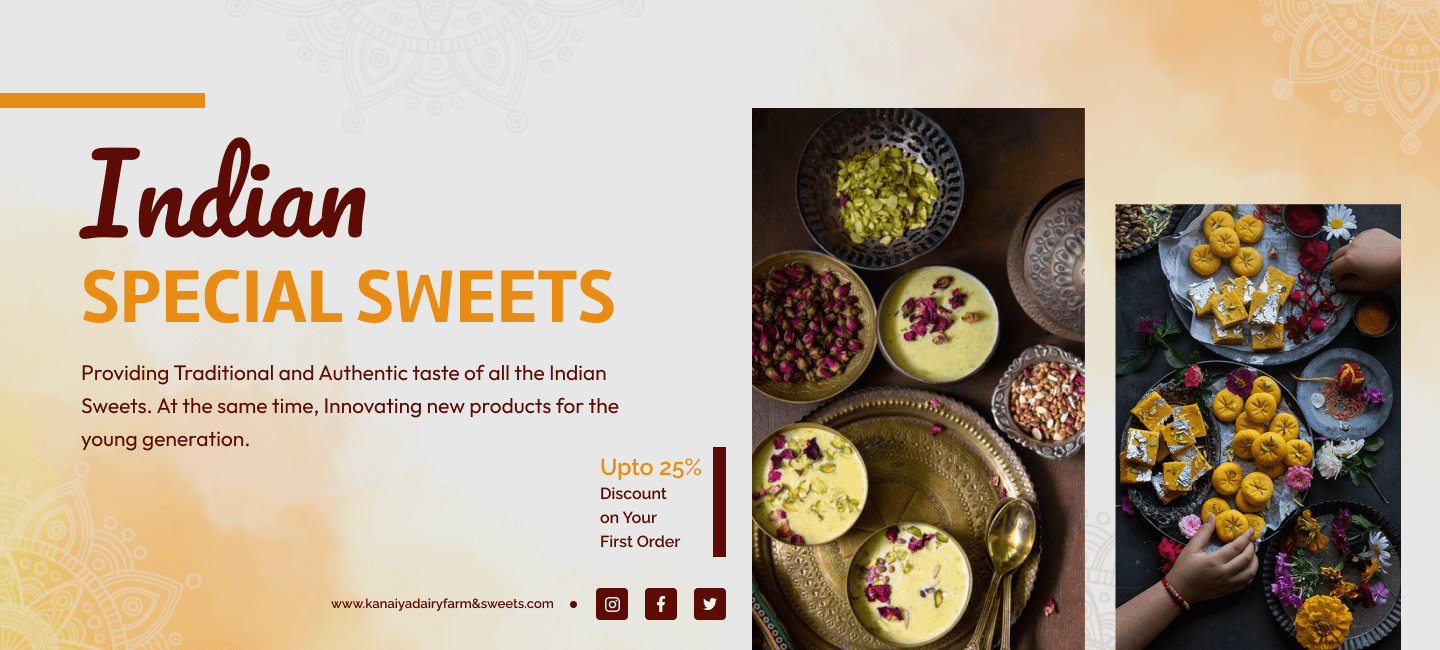 Indian
SPECIAL SWEETS
Providing Traditional and Authentic taste of all the Indian
Sweets. At the same time, Innovating new products for the
young generation.
Upto 25%
Discount
on Your
First Order
www.kanaiyadairyfarm&sweets.com